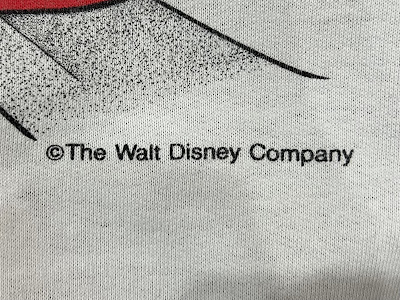 ©The Walt Disney Company